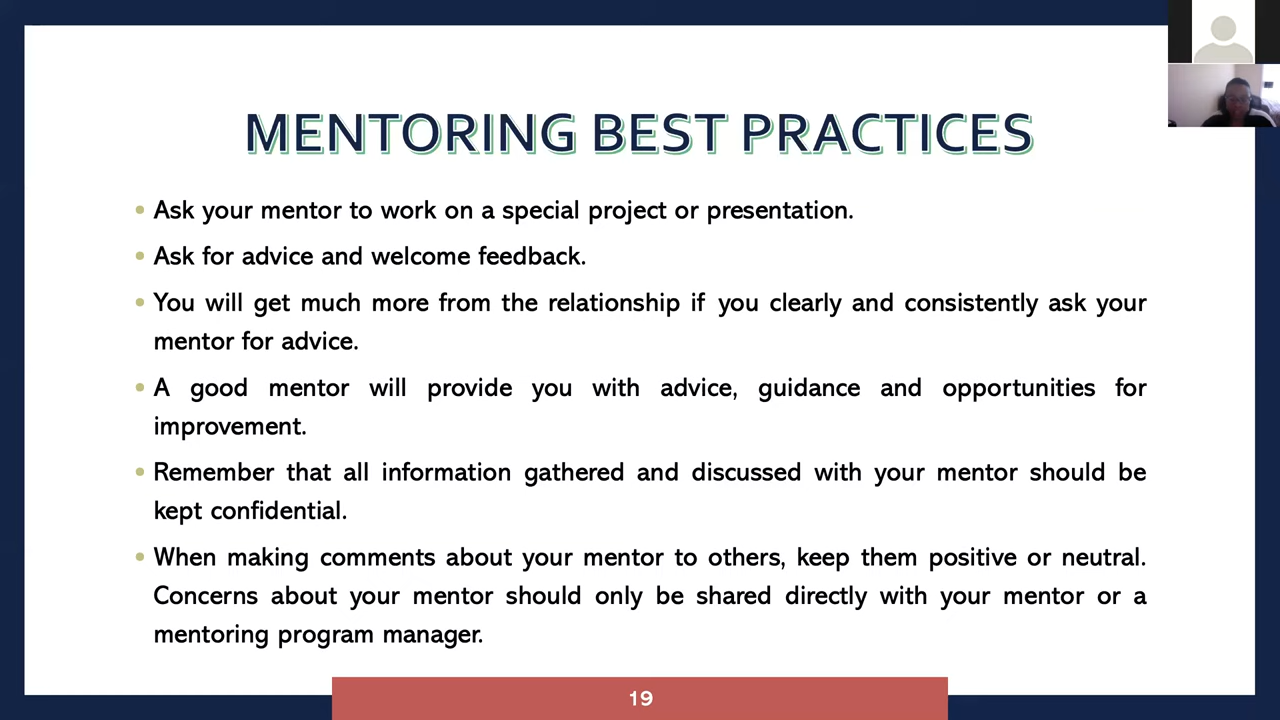 MENTORING BEST PRACTICES
• Ask your mentor to work on a special project or presentation.
• Ask for advice and welcome feedback.
• You will get much more from the relationship if you clearly and consistently ask your
mentor for advice.
• A good mentor will provide you with advice, guidance and opportunities for
improvement.
• Remember that all information gathered and discussed with your mentor should be
kept confidential.
• When making comments about your mentor to others, keep them positive or neutral.
Concerns about your mentor should only be shared directly with your mentor or a
mentoring program manager.
19